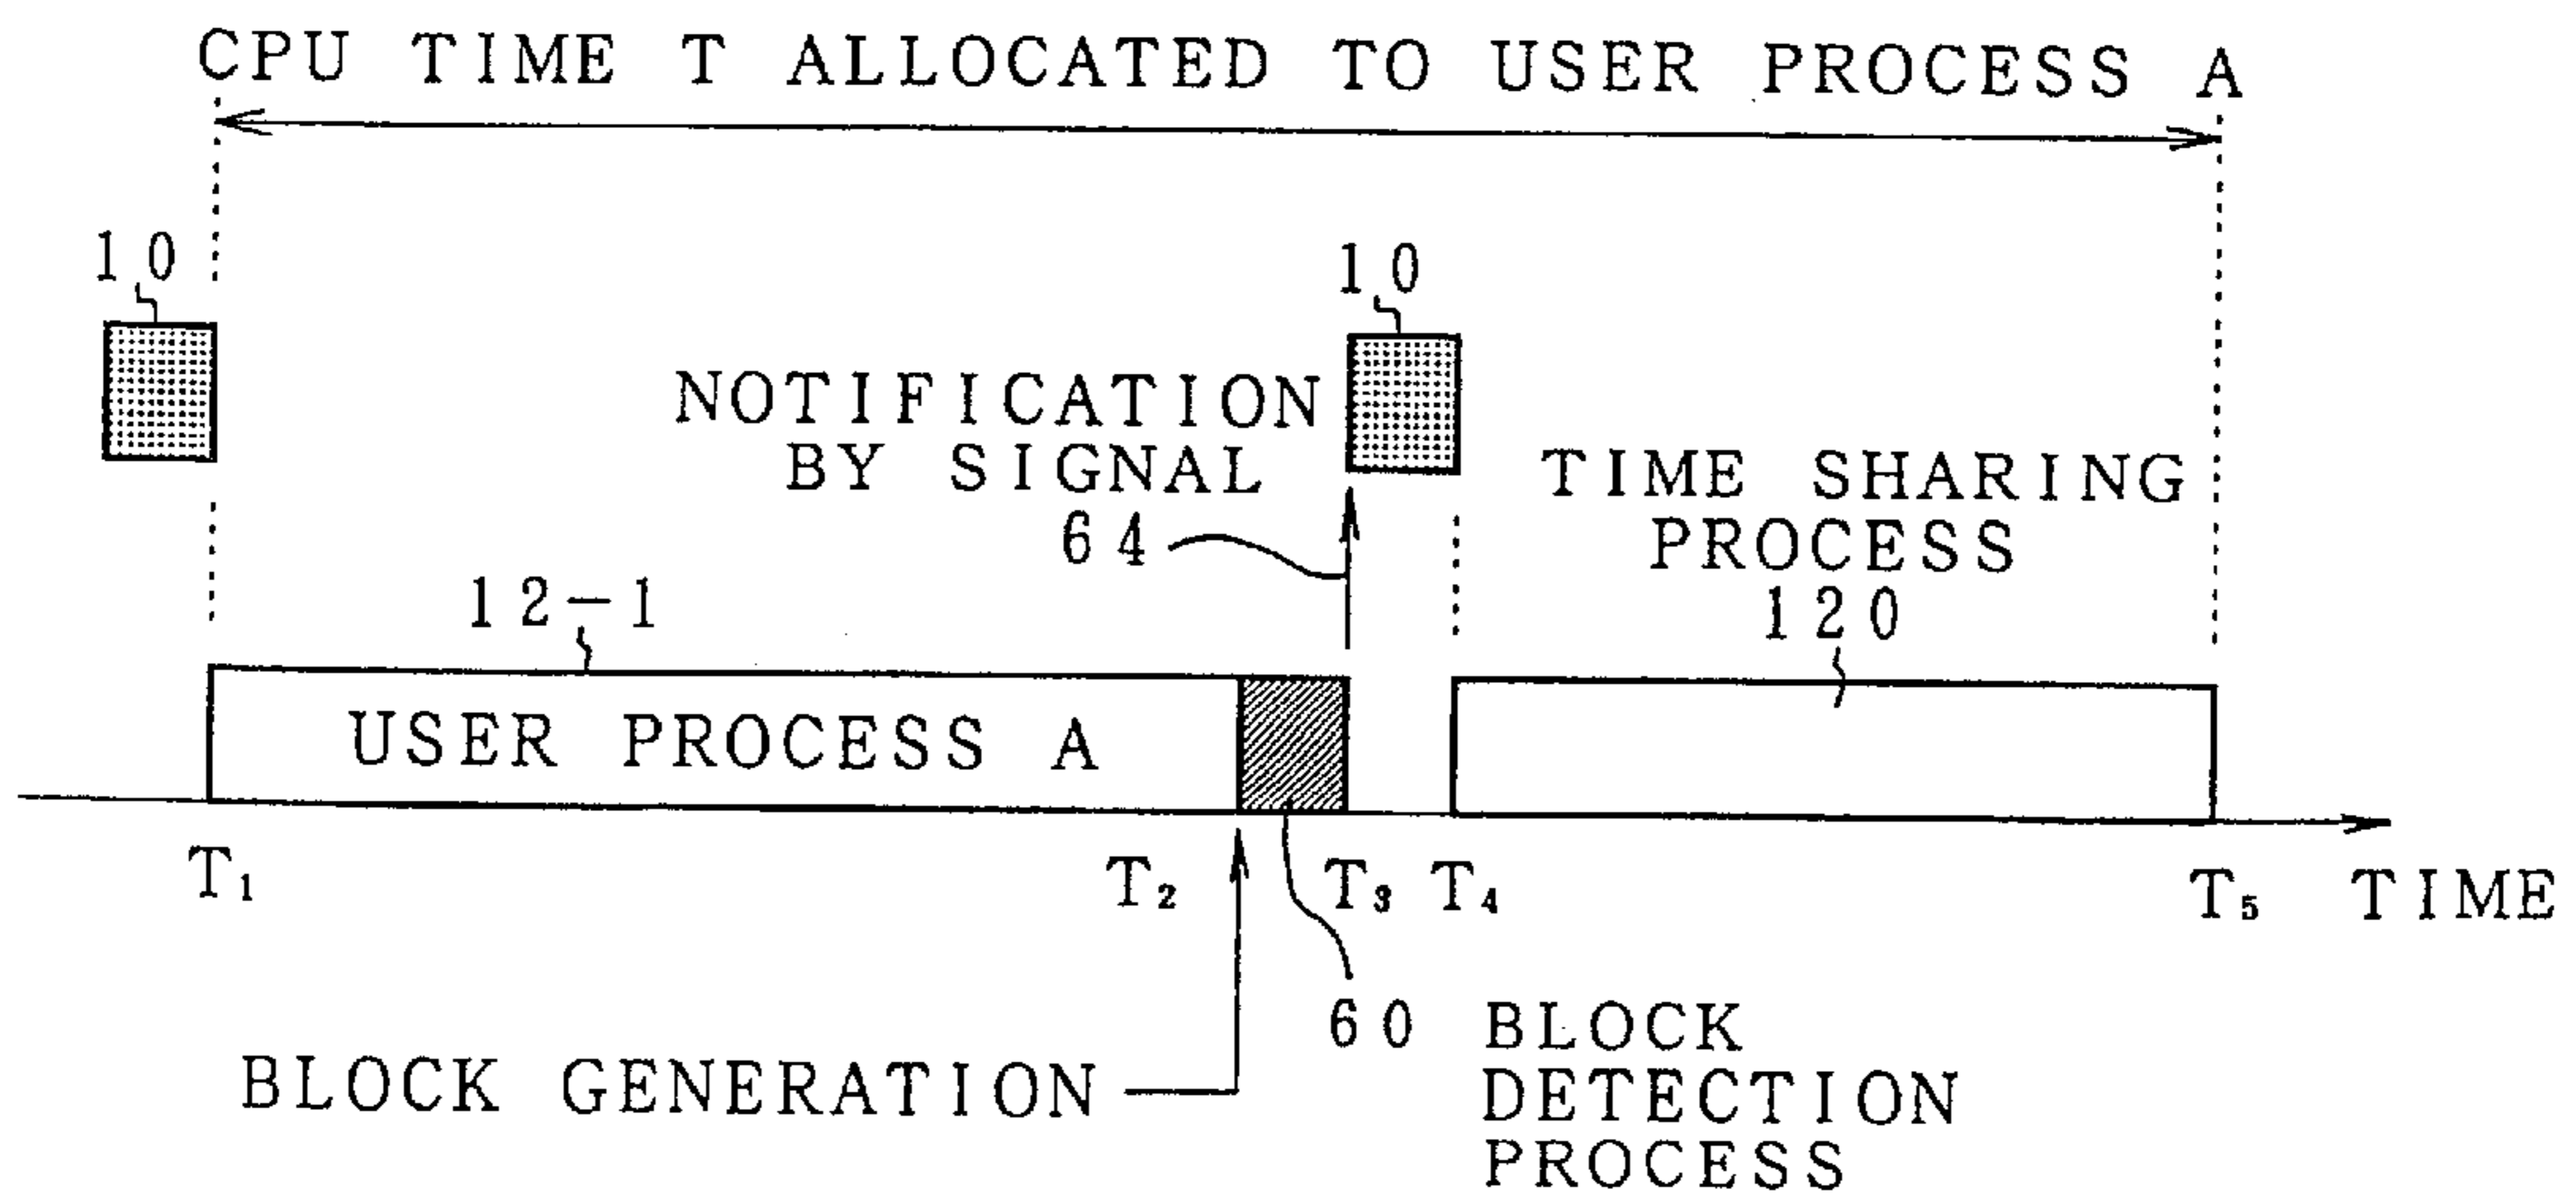 CPU TIME T ALLOCATED TO USER PROCESS A
10
10
NOTIFICATION
BY SIGNAL
64
TIME SHARING
PROCESS
120
12-1
USER PROCESS A
T₁
T₂
T₃
T₄
T₅
TIME
BLOCK GENERATION
60 BLOCK
DETECTION
PROCESS